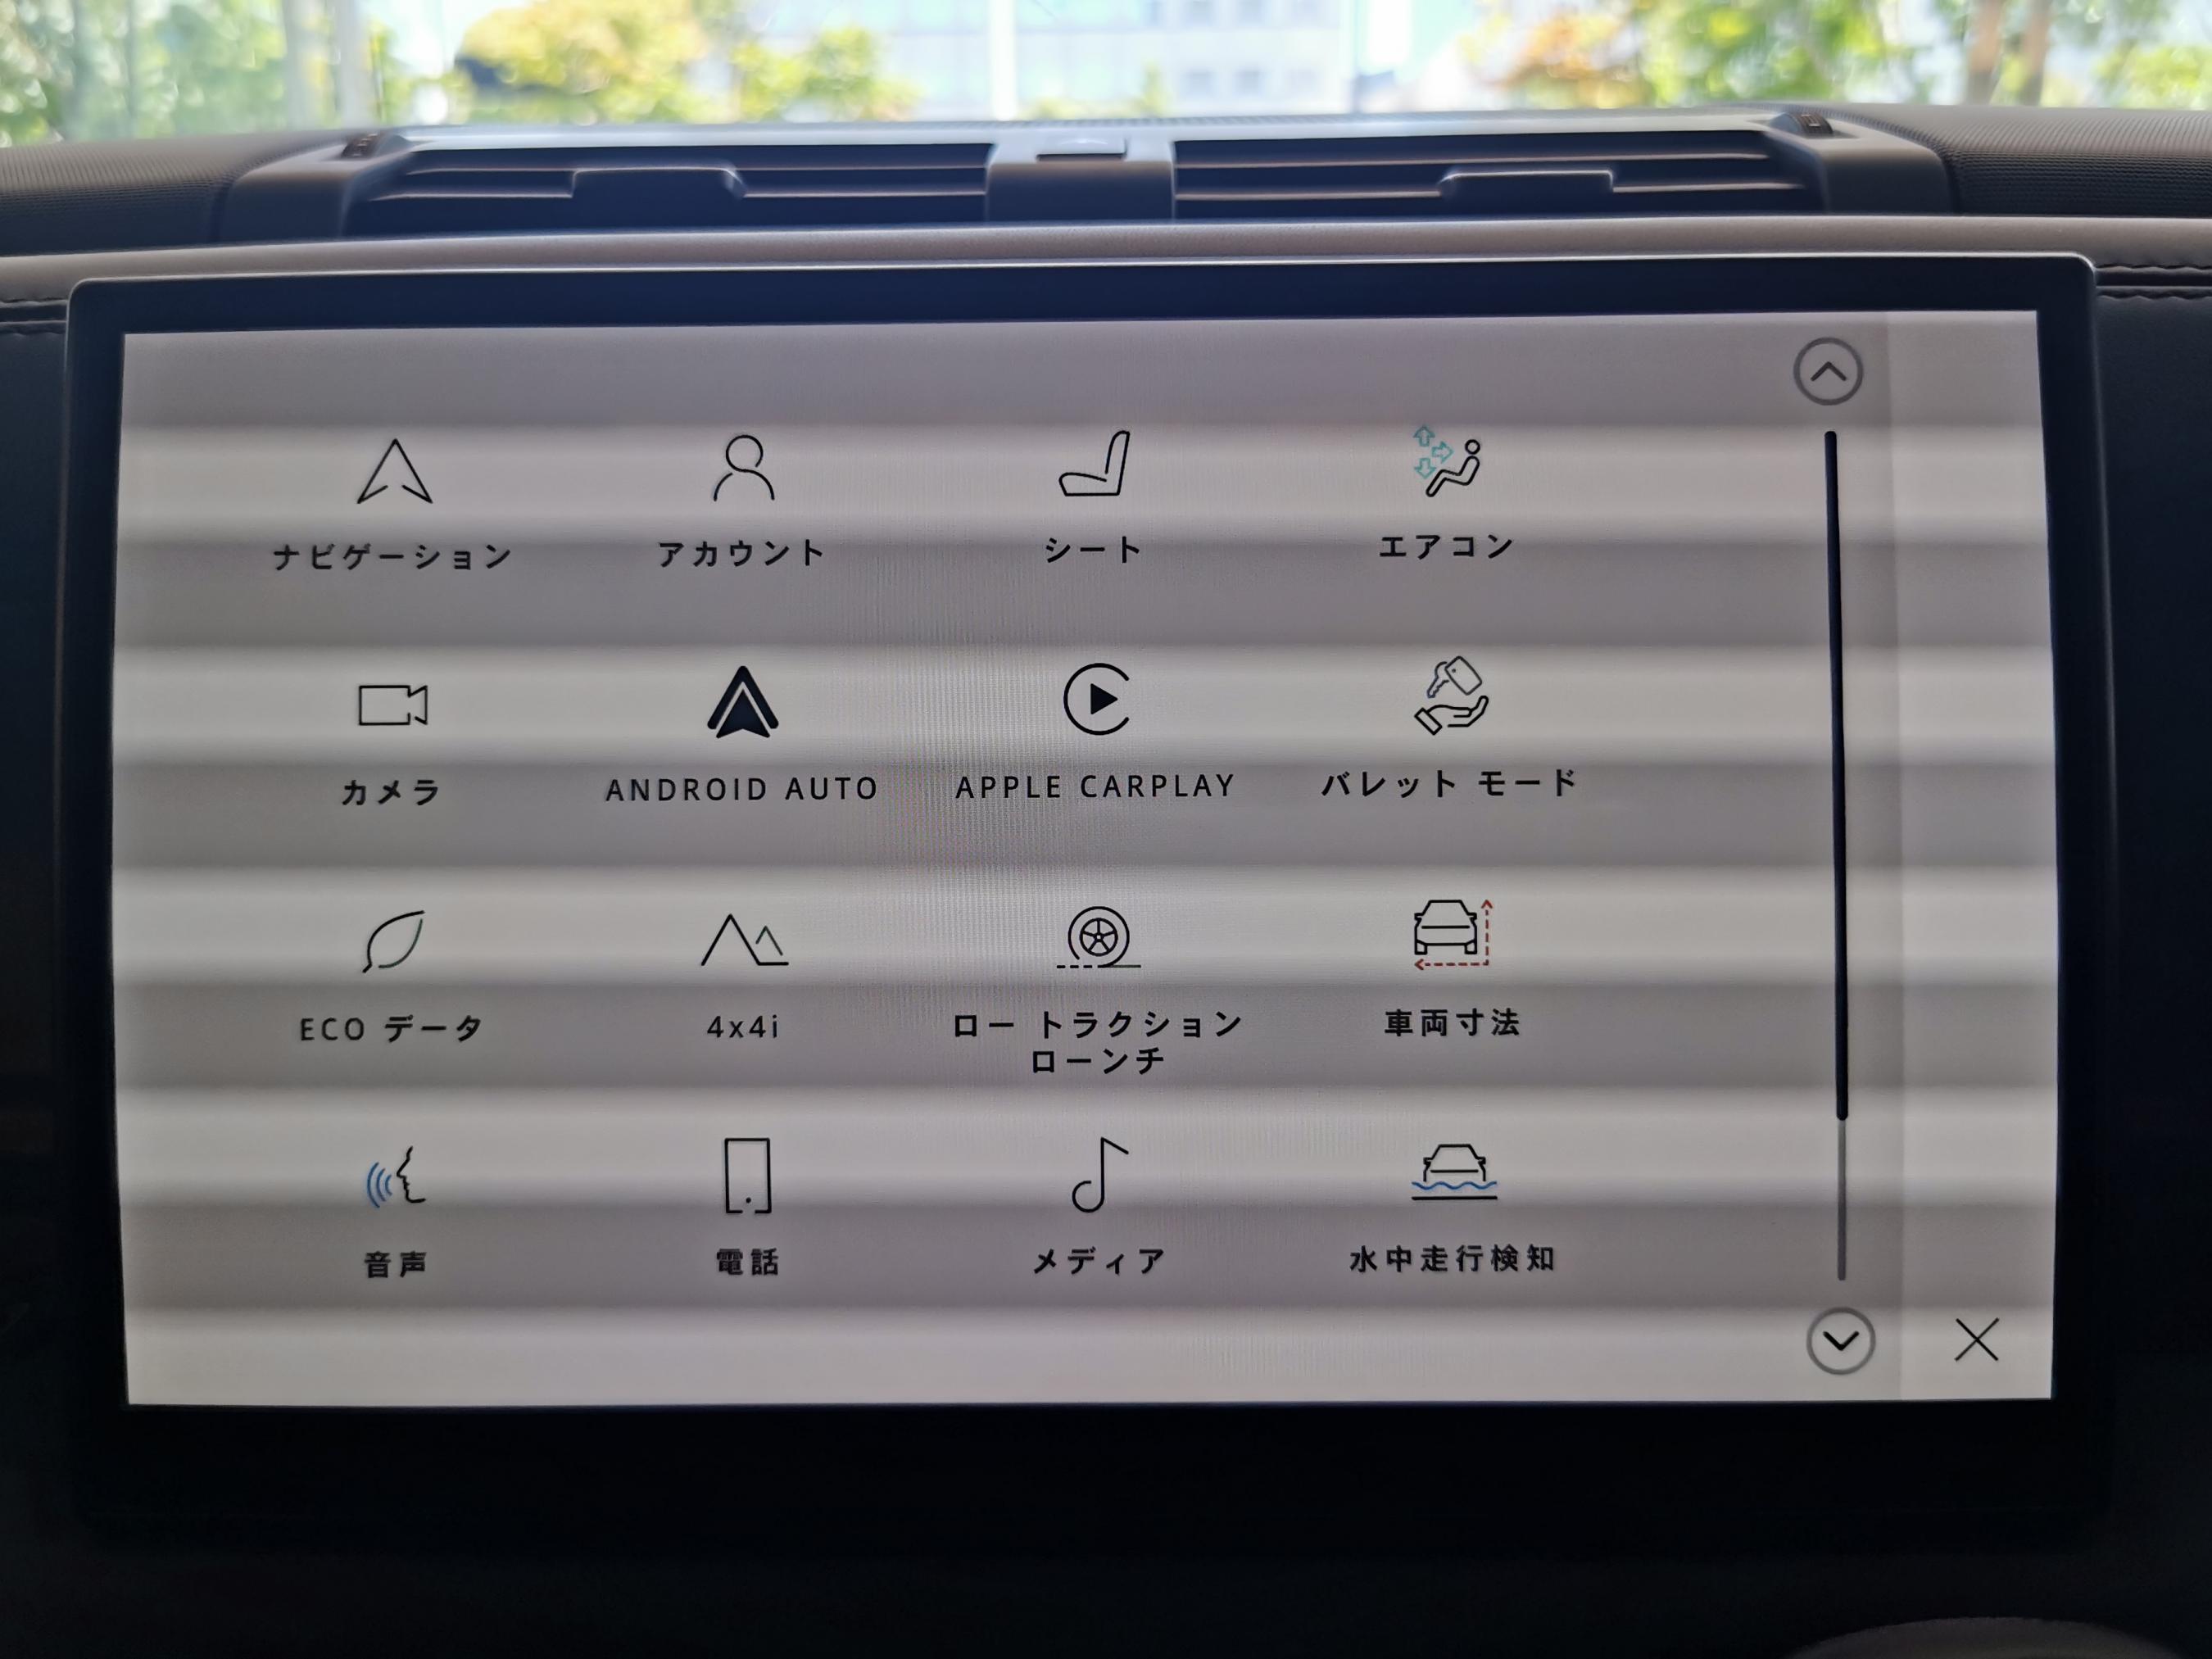 ナビゲーション
アカウント
シート
エアコン
カメラ
ANDROID AUTO
APPLE CARPLAY
バレット モード
ECO データ
4x4i
ロー トラクション
ローンチ
車両寸法
音声
電話
メディア
水中走行検知